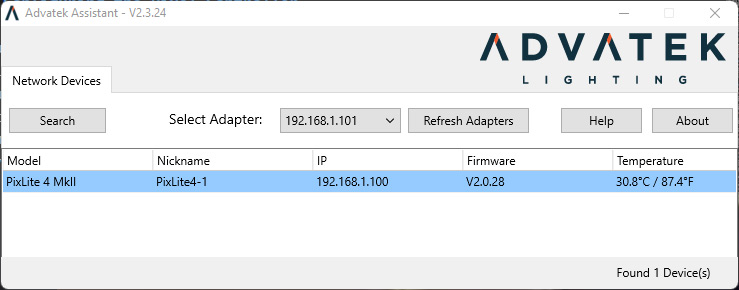 Advatek Assistant - V2.3.24
ADVATEK
LIGHTING
Network Devices
Search Select Adapter: 192.168.1.101 Refresh Adapters Help About
Model Nickname IP Firmware Temperature
PixLite 4 MkII PixLite4-1 192.168.1.100 V2.0.28 30.8°C / 87.4°F
Found 1 Device(s)